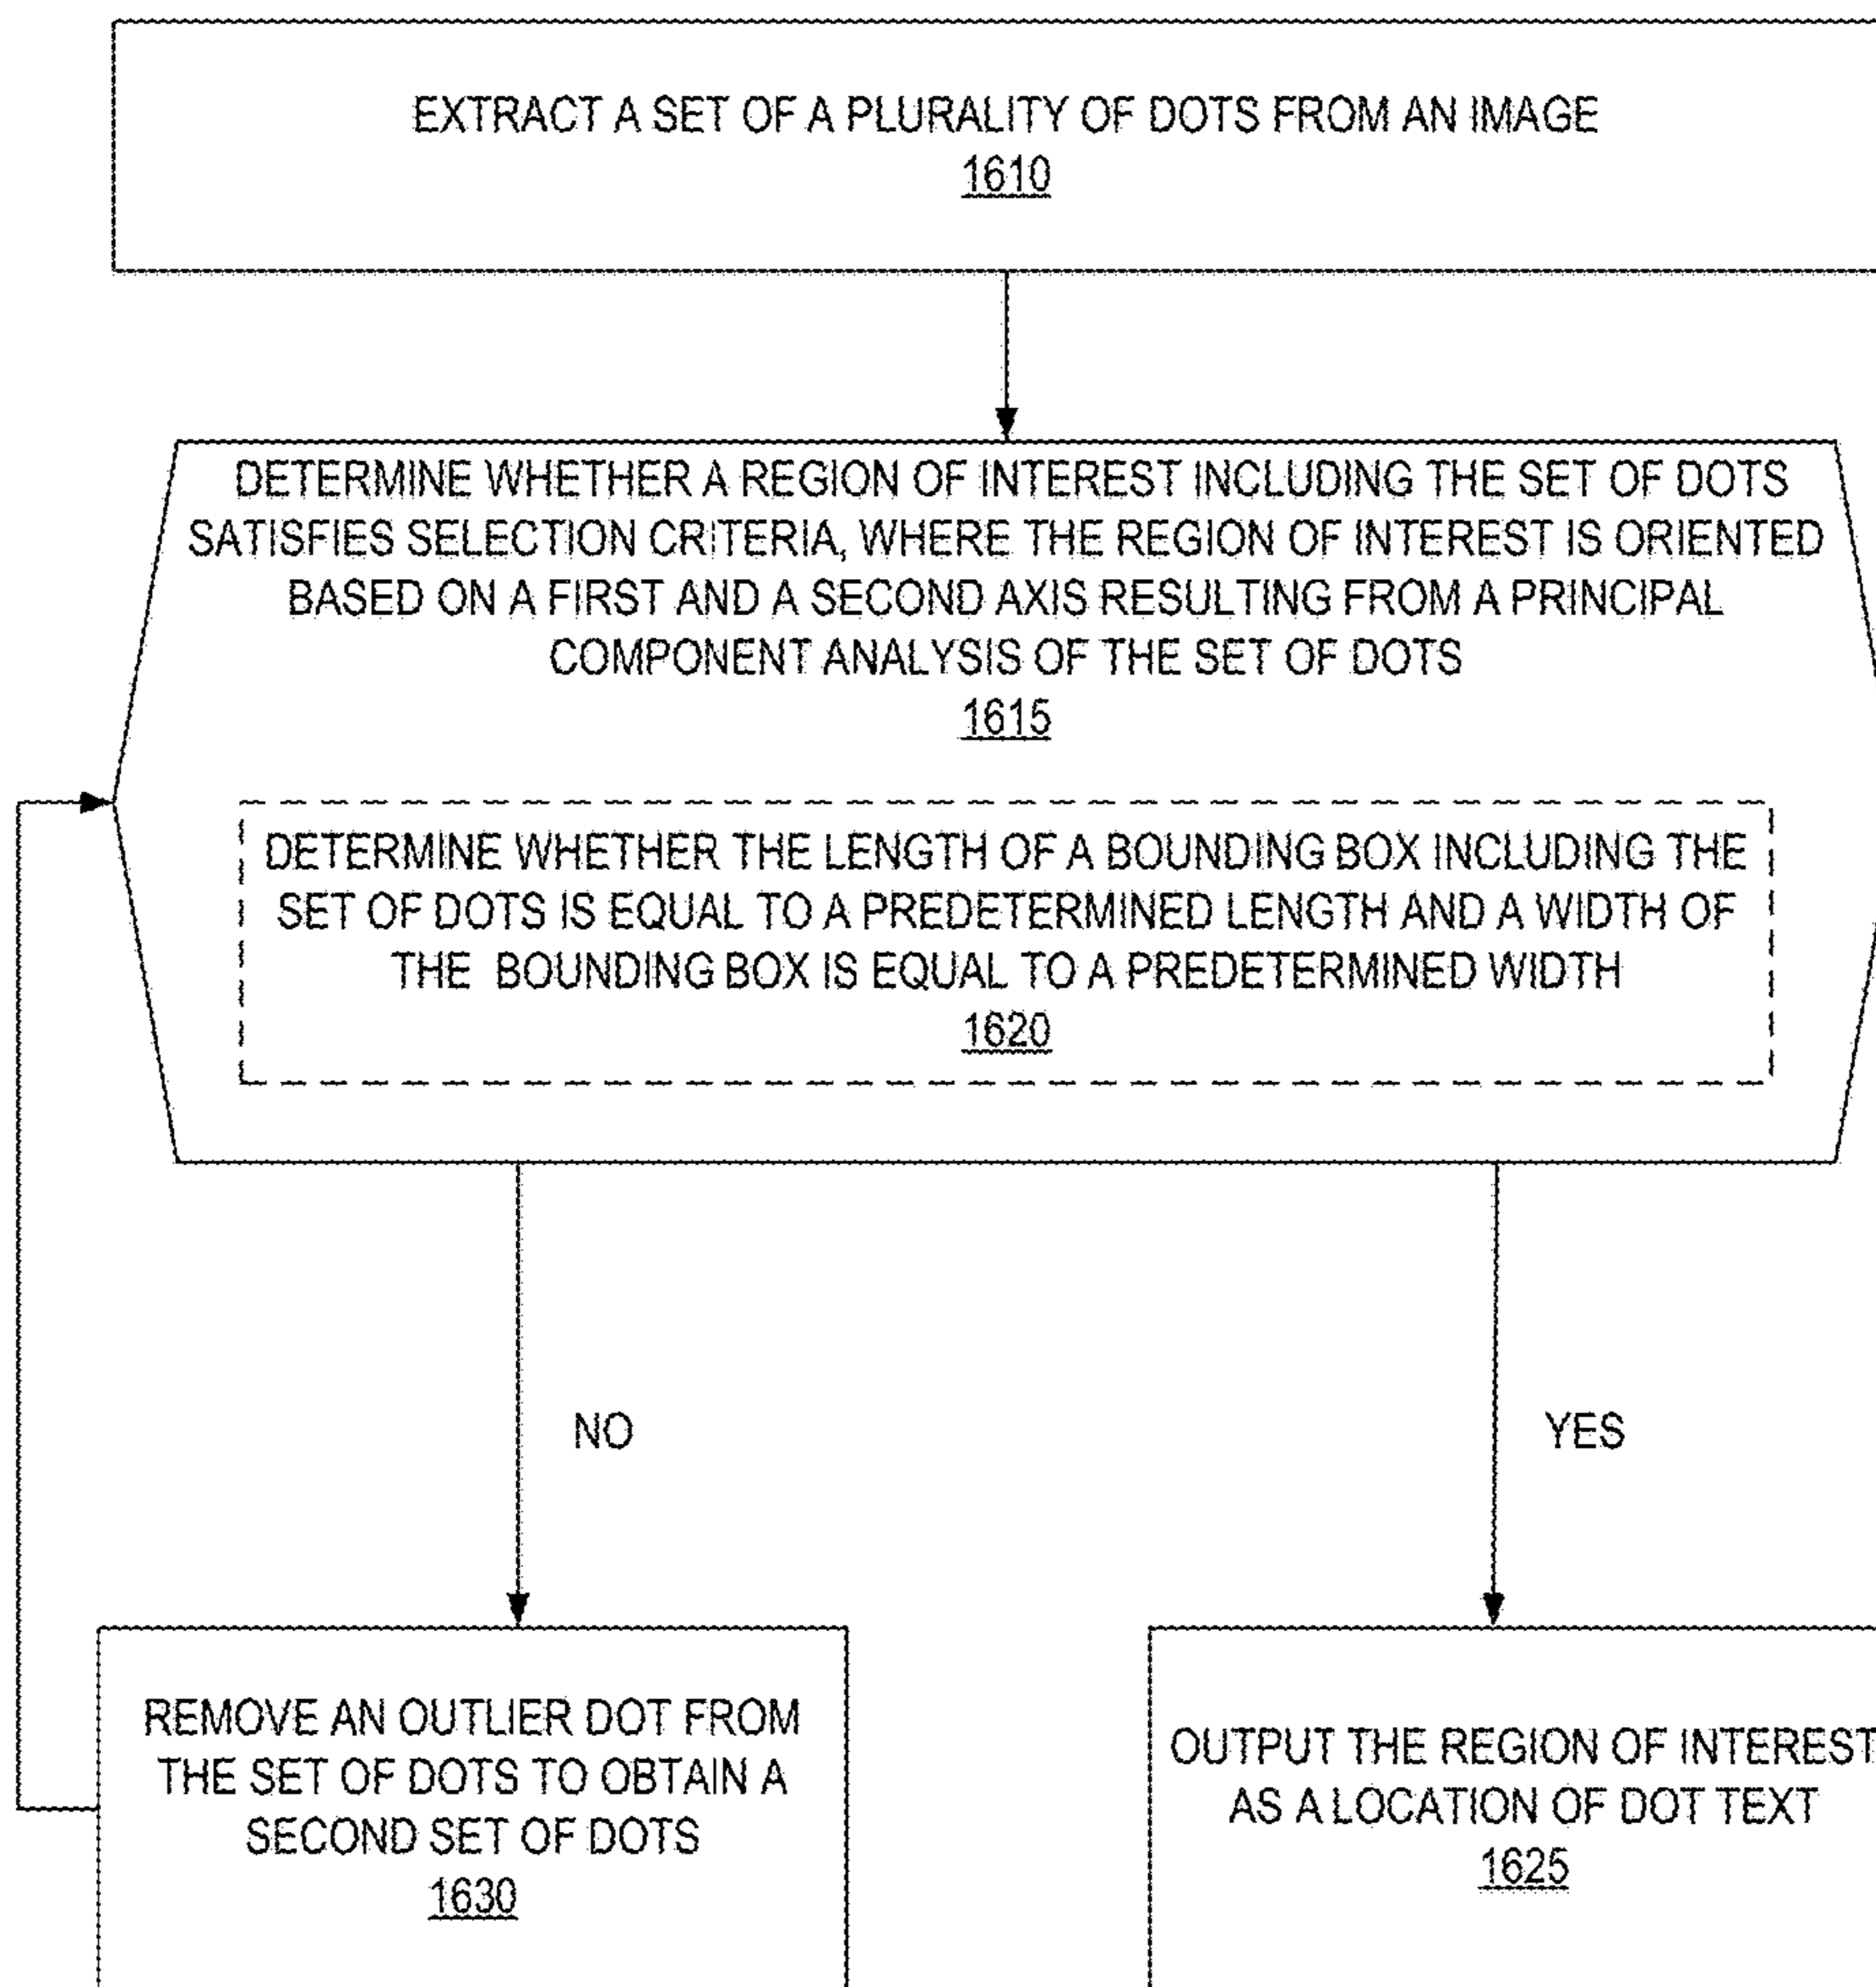 EXTRACT A SET OF A PLURALITY OF DOTS FROM AN IMAGE
1610
DETERMINE WHETHER A REGION OF INTEREST INCLUDING THE SET OF DOTS
SATISFIES SELECTION CRITERIA, WHERE THE REGION OF INTEREST IS ORIENTED
BASED ON A FIRST AND A SECOND AXIS RESULTING FROM A PRINCIPAL
COMPONENT ANALYSIS OF THE SET OF DOTS
1615
DETERMINE WHETHER THE LENGTH OF A BOUNDING BOX INCLUDING THE
SET OF DOTS IS EQUAL TO A PREDETERMINED LENGTH AND A WIDTH OF
THE BOUNDING BOX IS EQUAL TO A PREDETERMINED WIDTH
1620
NO
YES
REMOVE AN OUTLIER DOT FROM
THE SET OF DOTS TO OBTAIN A
SECOND SET OF DOTS
1630
OUTPUT THE REGION OF INTEREST
AS A LOCATION OF DOT TEXT
1625